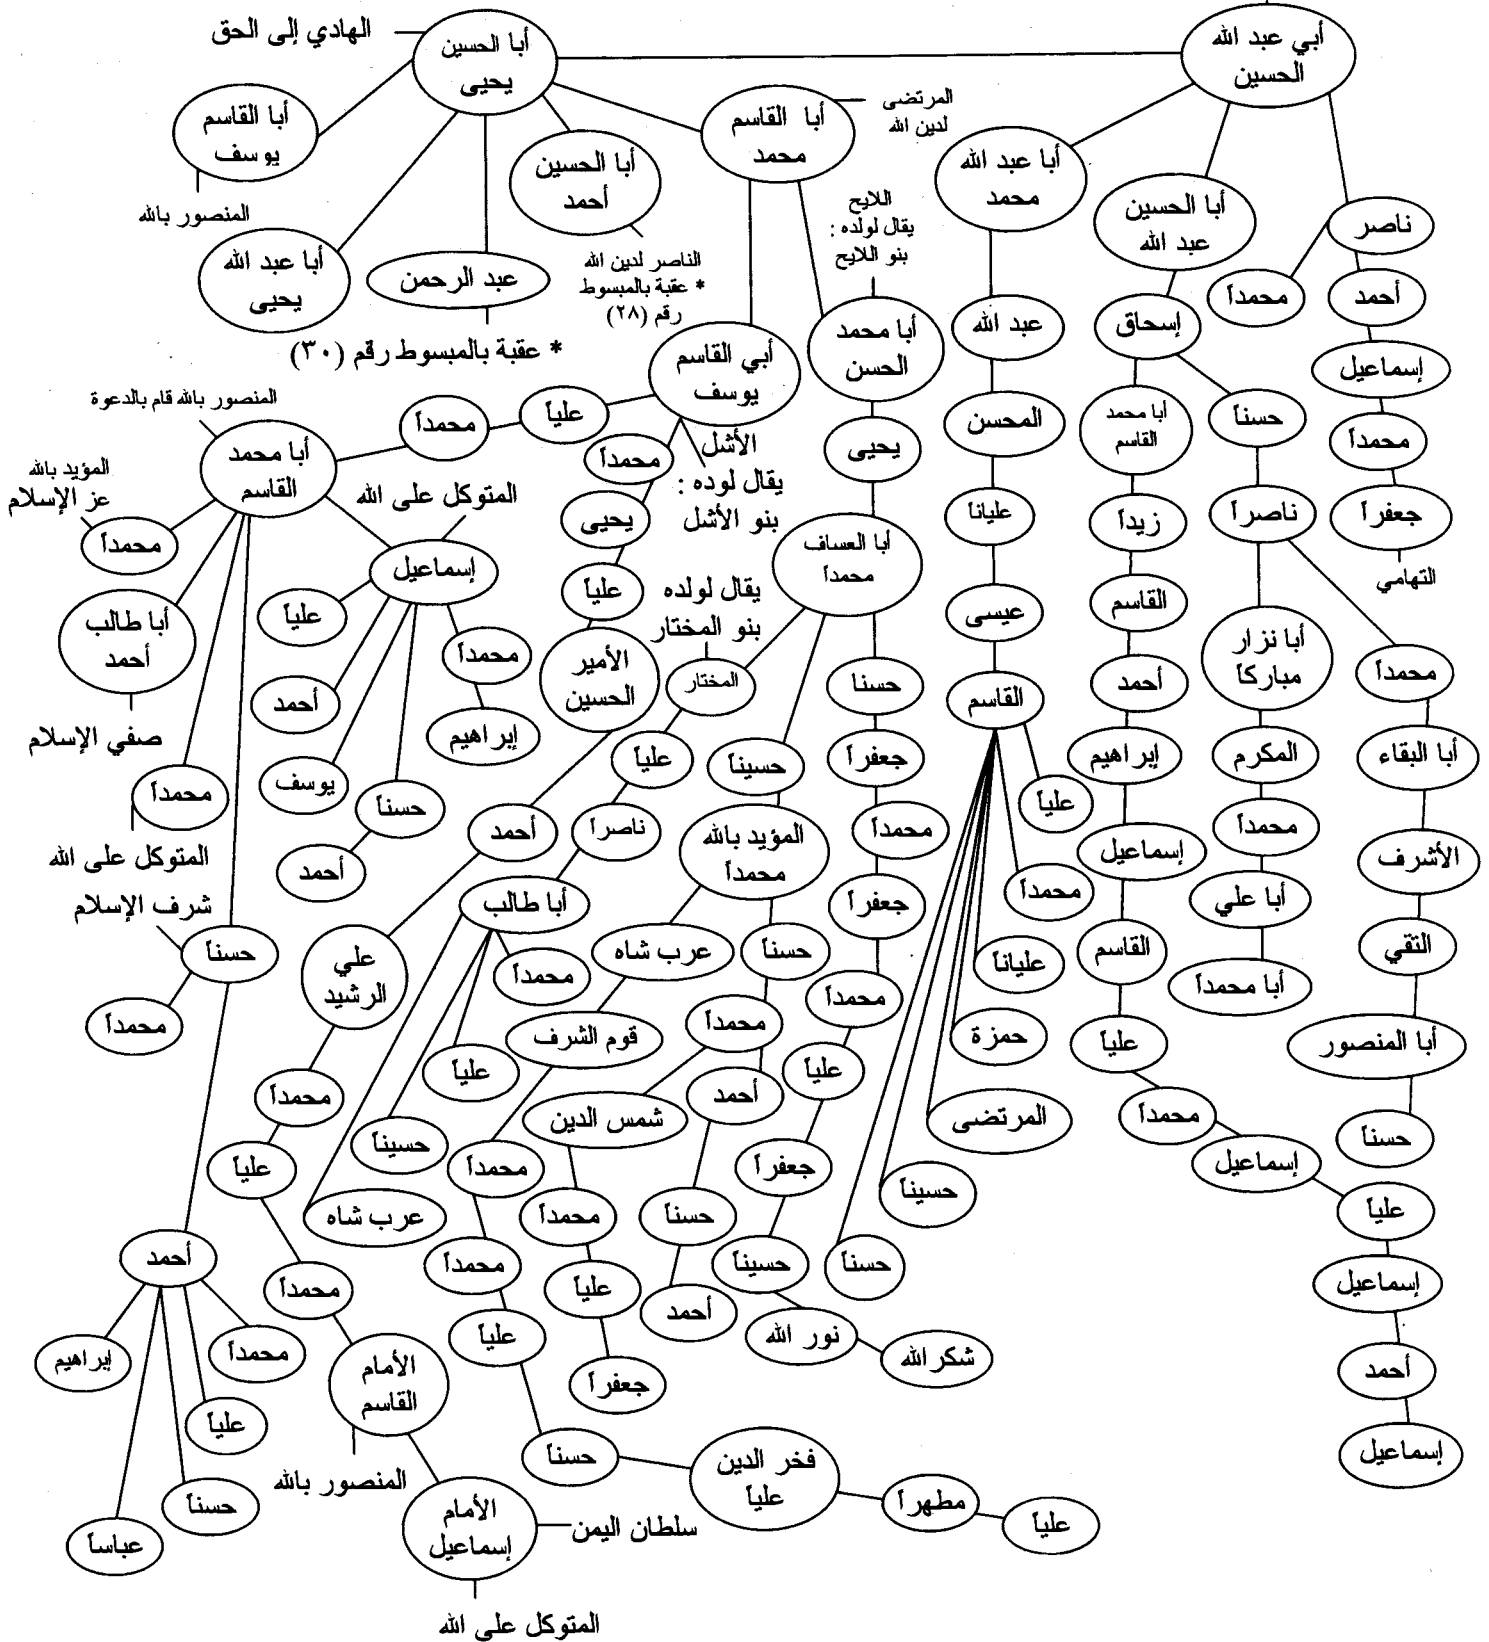 أبي عبد الله
الحسين
أبا الحسين
يحيى
الهادي إلى الحق
أبا القاسم
يوسف
المنصور بالله
أبا عبد الله
يحيى
عبد الرحمن
* عقبة بالمبسوط رقم (٣٠)
أبا الحسين
أحمد
الناصر لدين الله
* عقبة بالمبسوط
رقم (٢٨)
أبا القاسم
محمد
المرتضى
لدين الله
أبا عبد الله
محمد
أبا الحسين
عبد الله
ناصر
محمداً
أحمد
إسماعيل
محمداً
جعفراً
التهامي
إسحاق
حسناً
ناصراً
محمداً
أبا البقاء
الأشرف
التقي
أبا المنصور
حسناً
أبا نزار
مباركاً
المكرم
محمداً
أبا علي
أبا محمداً
أبا محمد
القاسم
زيداً
القاسم
أحمد
إبراهيم
إسماعيل
القاسم
علياً
محمداً
إسماعيل
علياً
إسماعيل
أحمد
إسماعيل
عبد الله
المحسن
عليانا
عيسى
القاسم
علياً
محمداً
علياناً
حمزة
المرتضى
حسيناً
حسناً
اللايح
يقال لولده :
بنو اللايح
أبا محمد
الحسن
يحيى
أبا العساف
محمداً
حسنا
جعفراً
محمداً
جعفراً
محمداً
علياً
جعفراً
حسيناً
نور الله
شكر الله
حسيناً
المؤيد بالله
محمداً
حسناً
محمداً
أحمد
حسناً
أحمد
شمس الدين
محمداً
علياً
جعفراً
عرب شاه
قوم الشرف
محمداً
محمداً
علياً
حسناً
فخر الدين
علياً
مطهراً
علياً
يقال لولده
بنو المختار
المختار
علياً
ناصراً
أبا طالب
محمداً
علياً
حسيناً
عرب شاه
أبي القاسم
يوسف
الأشل
يقال لوده :
بنو الأشل
محمداً
يحيى
علياً
الأمير
الحسين
أحمد
علي
الرشيد
محمداً
علياً
محمداً
الأمام
القاسم
المنصور بالله
الأمام
إسماعيل
سلطان اليمن
المتوكل على الله
علياً
محمداً
المنصور بالله قام بالدعوة
أبا محمد
القاسم
المؤيد بالله
عز الإسلام
محمداً
أبا طالب
أحمد
صفي الإسلام
محمداً
المتوكل على الله
المتوكل على الله
إسماعيل
علياً
أحمد
يوسف
حسناً
أحمد
محمداً
إبراهيم
شرف الإسلام
حسناً
محمداً
أحمد
إبراهيم
عباساً
حسناً
علياً
محمداً